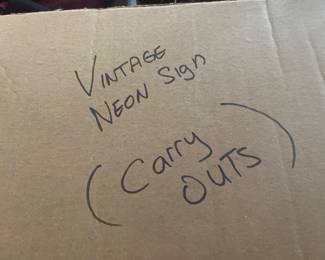 VINTAGE
NEON Sign
(Carry
OUTS)